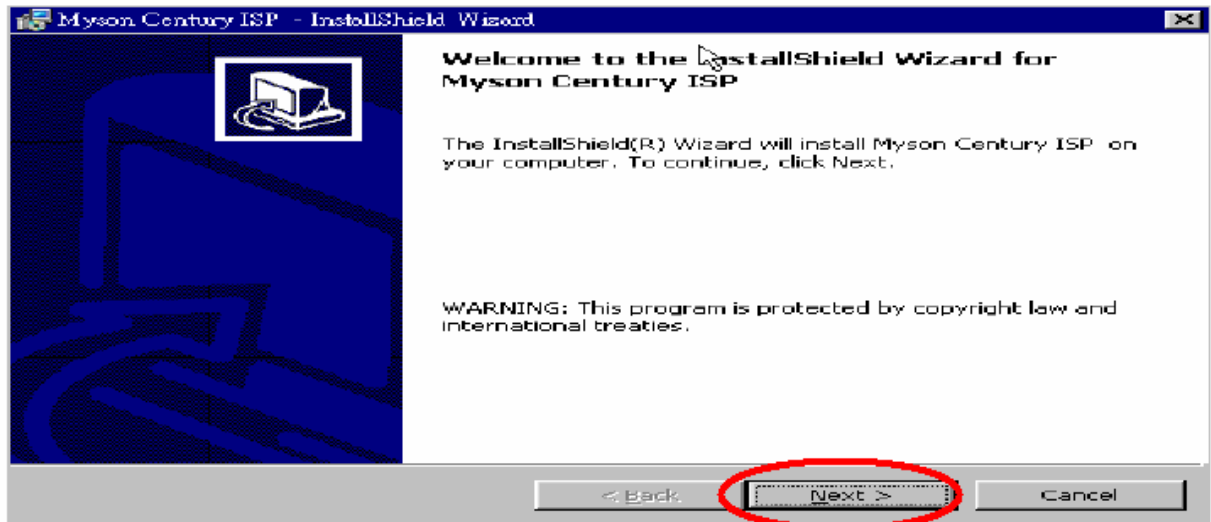 Myson Century ISP - InstallShield Wizard
Welcome to the InstallShield Wizard for
Myson Century ISP
The InstallShield(R) Wizard will install Myson Century ISP on
your computer. To continue, click Next.
WARNING: This program is protected by copyright law and
international treaties.
< Back
Next >
Cancel